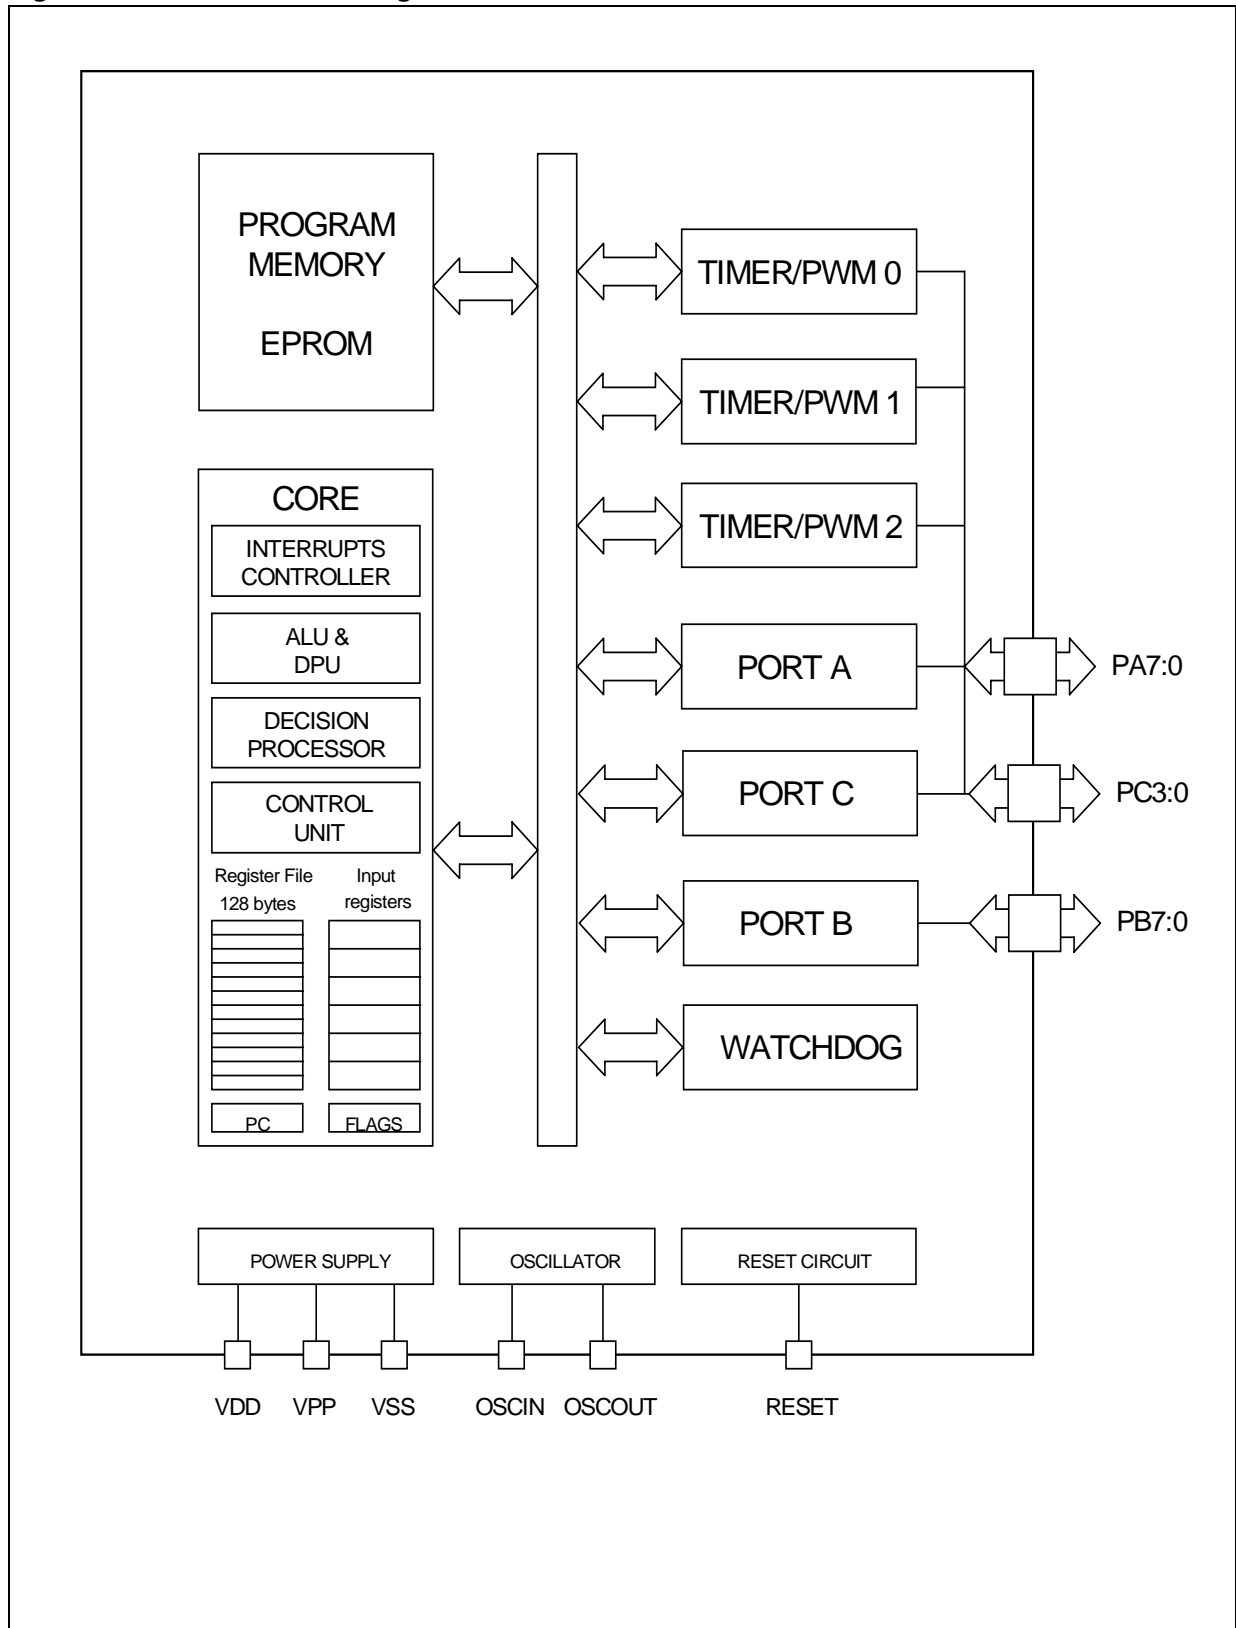 PROGRAM
MEMORY
EPROM
CORE
INTERRUPTS
CONTROLLER
ALU &
DPU
DECISION
PROCESSOR
CONTROL
UNIT
Register File
128 bytes
Input
registers
PC
FLAGS
TIMER/PWM 0
TIMER/PWM 1
TIMER/PWM 2
PORT A
PA7:0
PORT C
PC3:0
PORT B
PB7:0
WATCHDOG
POWER SUPPLY
OSCILLATOR
RESET CIRCUIT
VDD
VPP
VSS
OSCIN
OSCOUT
RESET